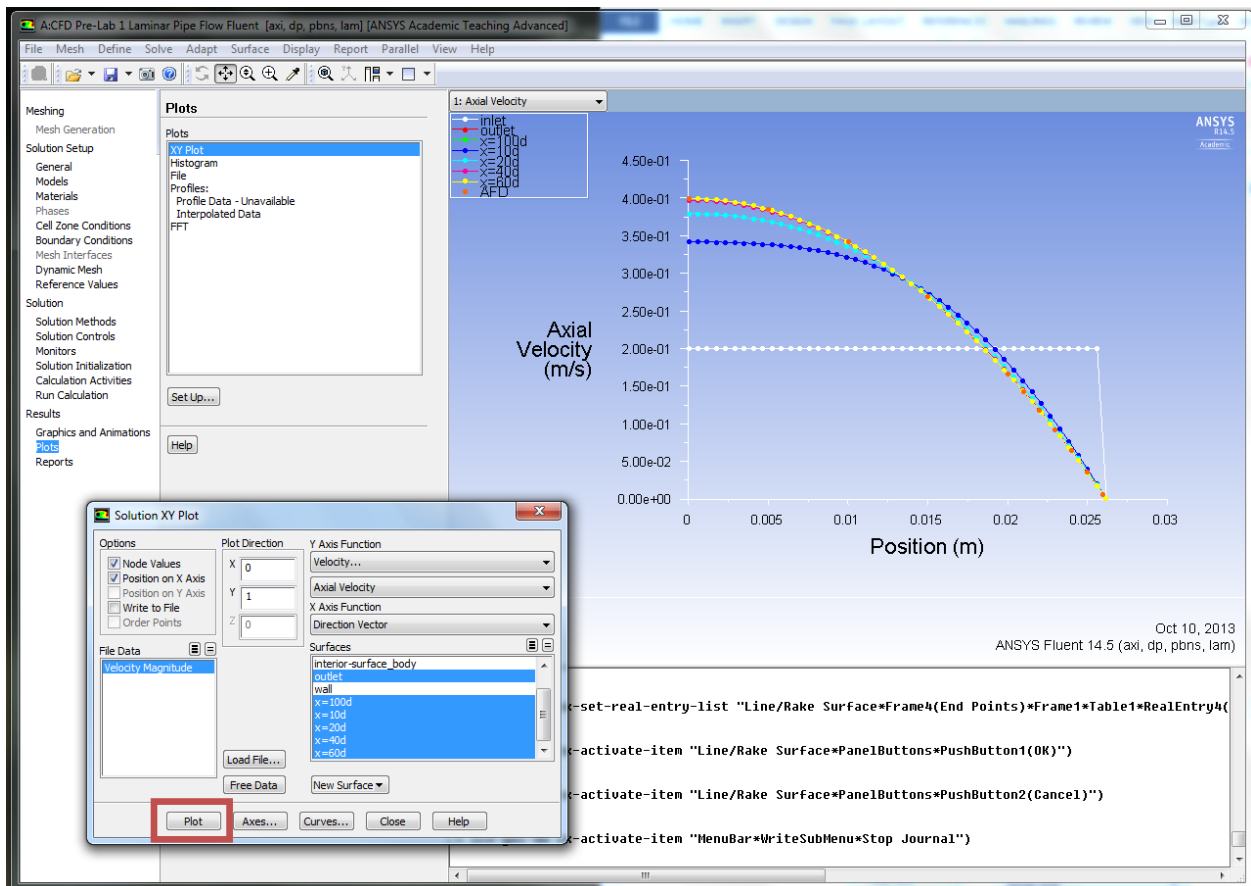 A:CFD Pre-Lab 1 Laminar Pipe Flow Fluent [axi, dp, pbns, lam] [ANSYS Academic Teaching Advanced]
File Mesh Define Solve Adapt Surface Display Report Parallel View Help
Meshing
Mesh Generation
Solution Setup
General
Models
Materials
Phases
Cell Zone Conditions
Boundary Conditions
Mesh Interfaces
Dynamic Mesh
Reference Values
Solution
Solution Methods
Solution Controls
Monitors
Solution Initialization
Calculation Activities
Run Calculation
Results
Graphics and Animations
Plots
Reports
Plots
Plots
XY Plot
Histogram
File
Profiles:
Profile Data - Unavailable
Interpolated Data
FFT
Set Up...
Help
1: Axial Velocity
inlet
outlet
x=100d
x=10d
x=20d
x=40d
x=60d
AFD
ANSYS
R14.5
Academic
4.50e-01
4.00e-01
3.50e-01
3.00e-01
2.50e-01
2.00e-01
1.50e-01
1.00e-01
5.00e-02
0.00e+00
Axial
Velocity
(m/s)
0 0.005 0.01 0.015 0.02 0.025 0.03
Position (m)
Oct 10, 2013
ANSYS Fluent 14.5 (axi, dp, pbns, lam)
x-set-real-entry-list "Line/Rake Surface*Frame4(End Points)*Frame1*Table1*RealEntry4(
x-activate-item "Line/Rake Surface*PanelButtons*PushButton1(OK)")
x-activate-item "Line/Rake Surface*PanelButtons*PushButton2(Cancel)")
x-activate-item "MenuBar*WriteSubMenu*Stop Journal")
Solution XY Plot
Options
Node Values
Position on X Axis
Position on Y Axis
Write to File
Order Points
Plot Direction
X 0
Y 1
Z 0
Y Axis Function
Velocity...
Axial Velocity
X Axis Function
Direction Vector
File Data
Velocity Magnitude
Surfaces
interior-surface_body
outlet
wall
x=100d
x=10d
x=20d
x=40d
x=60d
Load File...
Free Data
New Surface
Plot
Axes...
Curves...
Close
Help